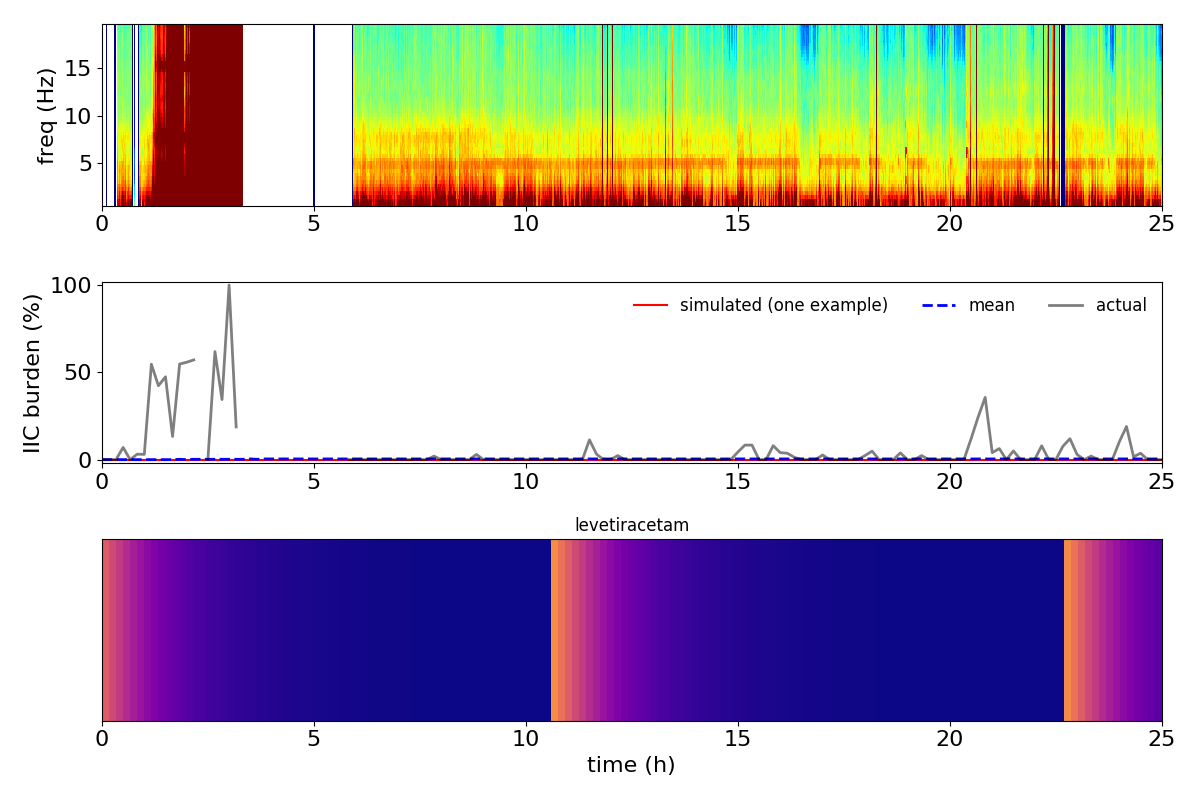 freq (Hz)
15
10
5
0 5 10 15 20 25
IIC burden (%)
100
50
0
simulated (one example) mean actual
0 5 10 15 20 25
levetiracetam
0 5 10 15 20 25
time (h)